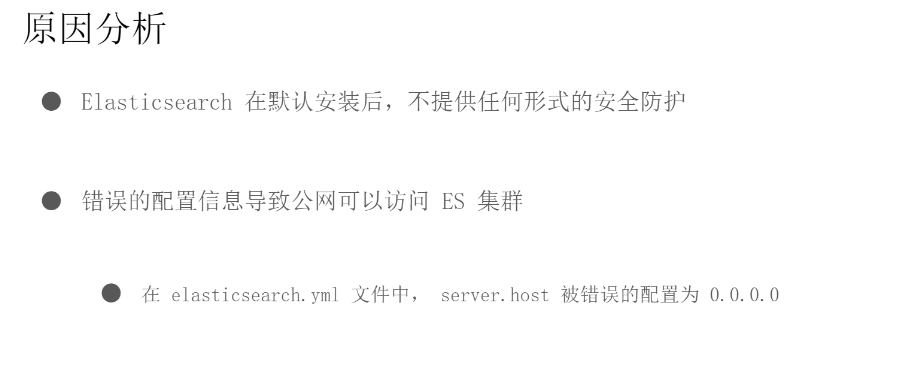 原因分析
Elasticsearch 在默认安装后，不提供任何形式的安全防护
错误的配置信息导致公网可以访问 ES 集群
在 elasticsearch.yml 文件中， server.host 被错误的配置为 0.0.0.0